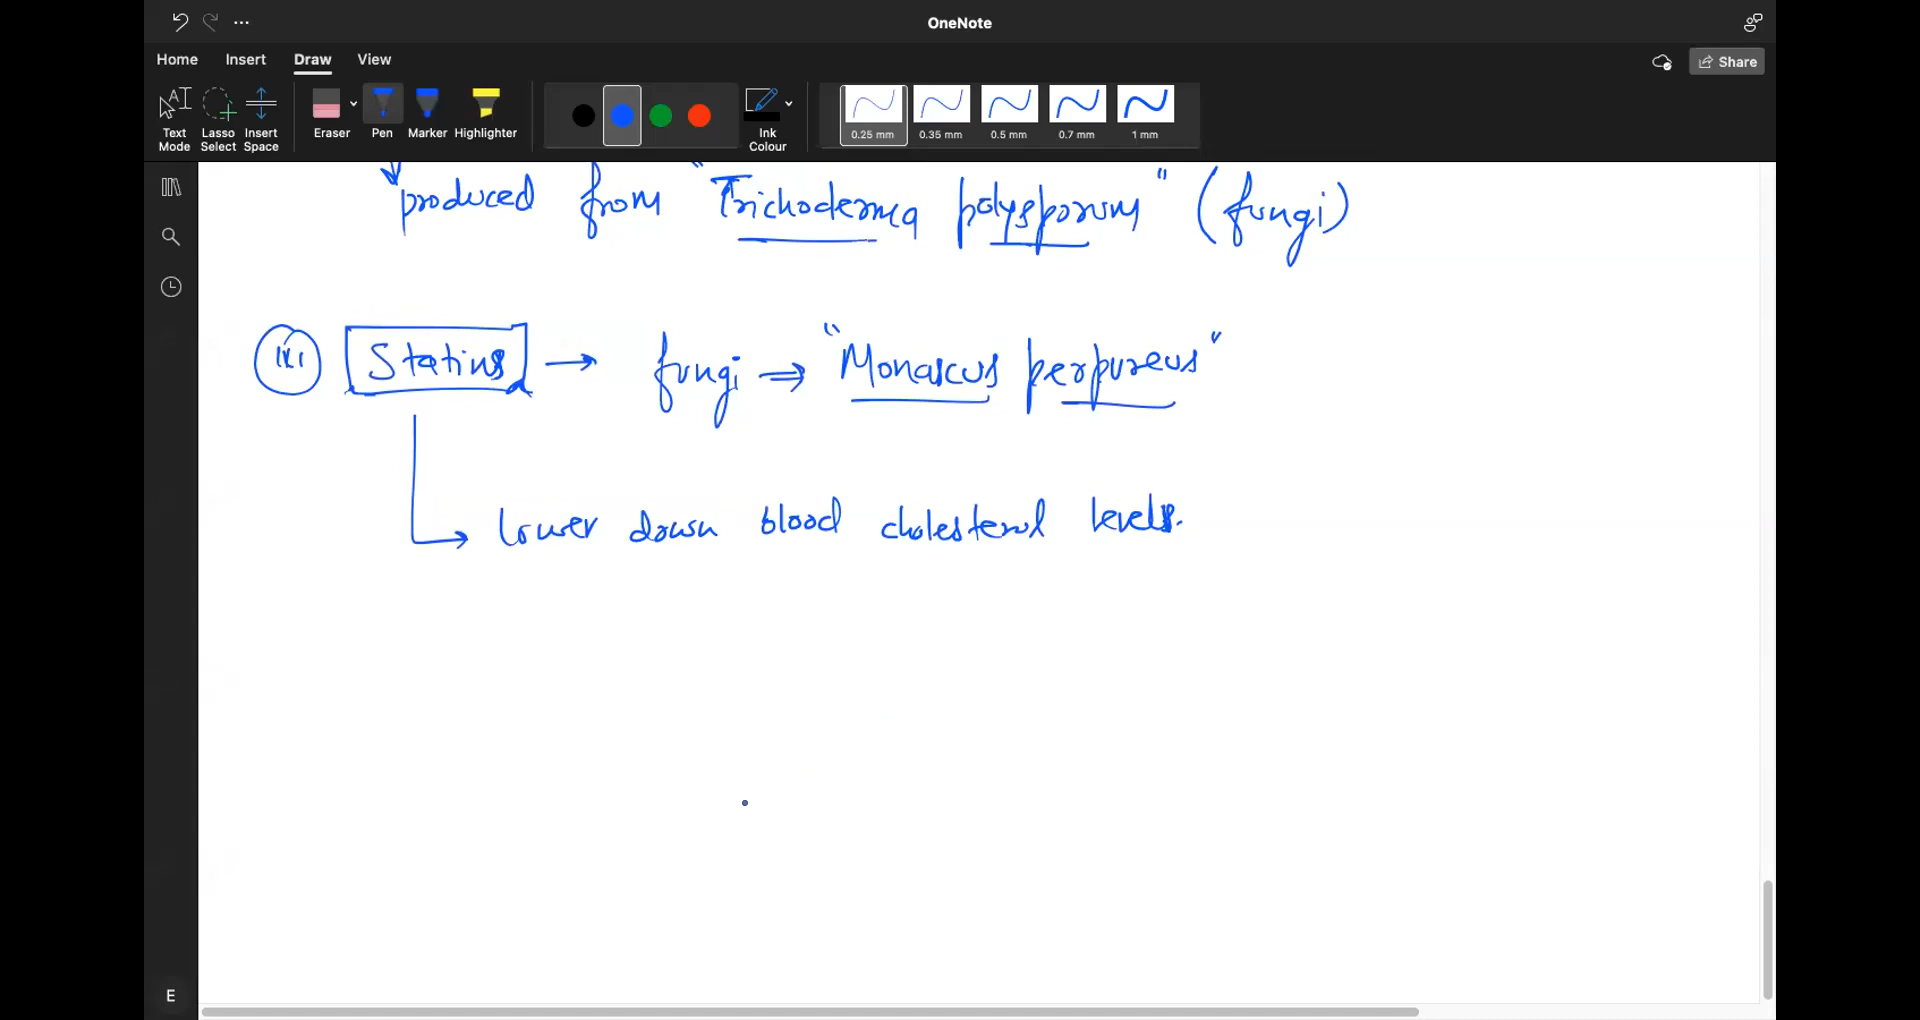 OneNote
Home Insert Draw View
Share
Text Mode Lasso Select Insert Space Eraser Pen Marker Highlighter Ink Colour 0.25 mm 0.35 mm 0.5 mm 0.7 mm 1 mm
produced from "Trichoderma polysporum" (fungi)
Statins → fungi ⇒ "Monascus perpureus"
Lower down blood cholesterol levels.
E